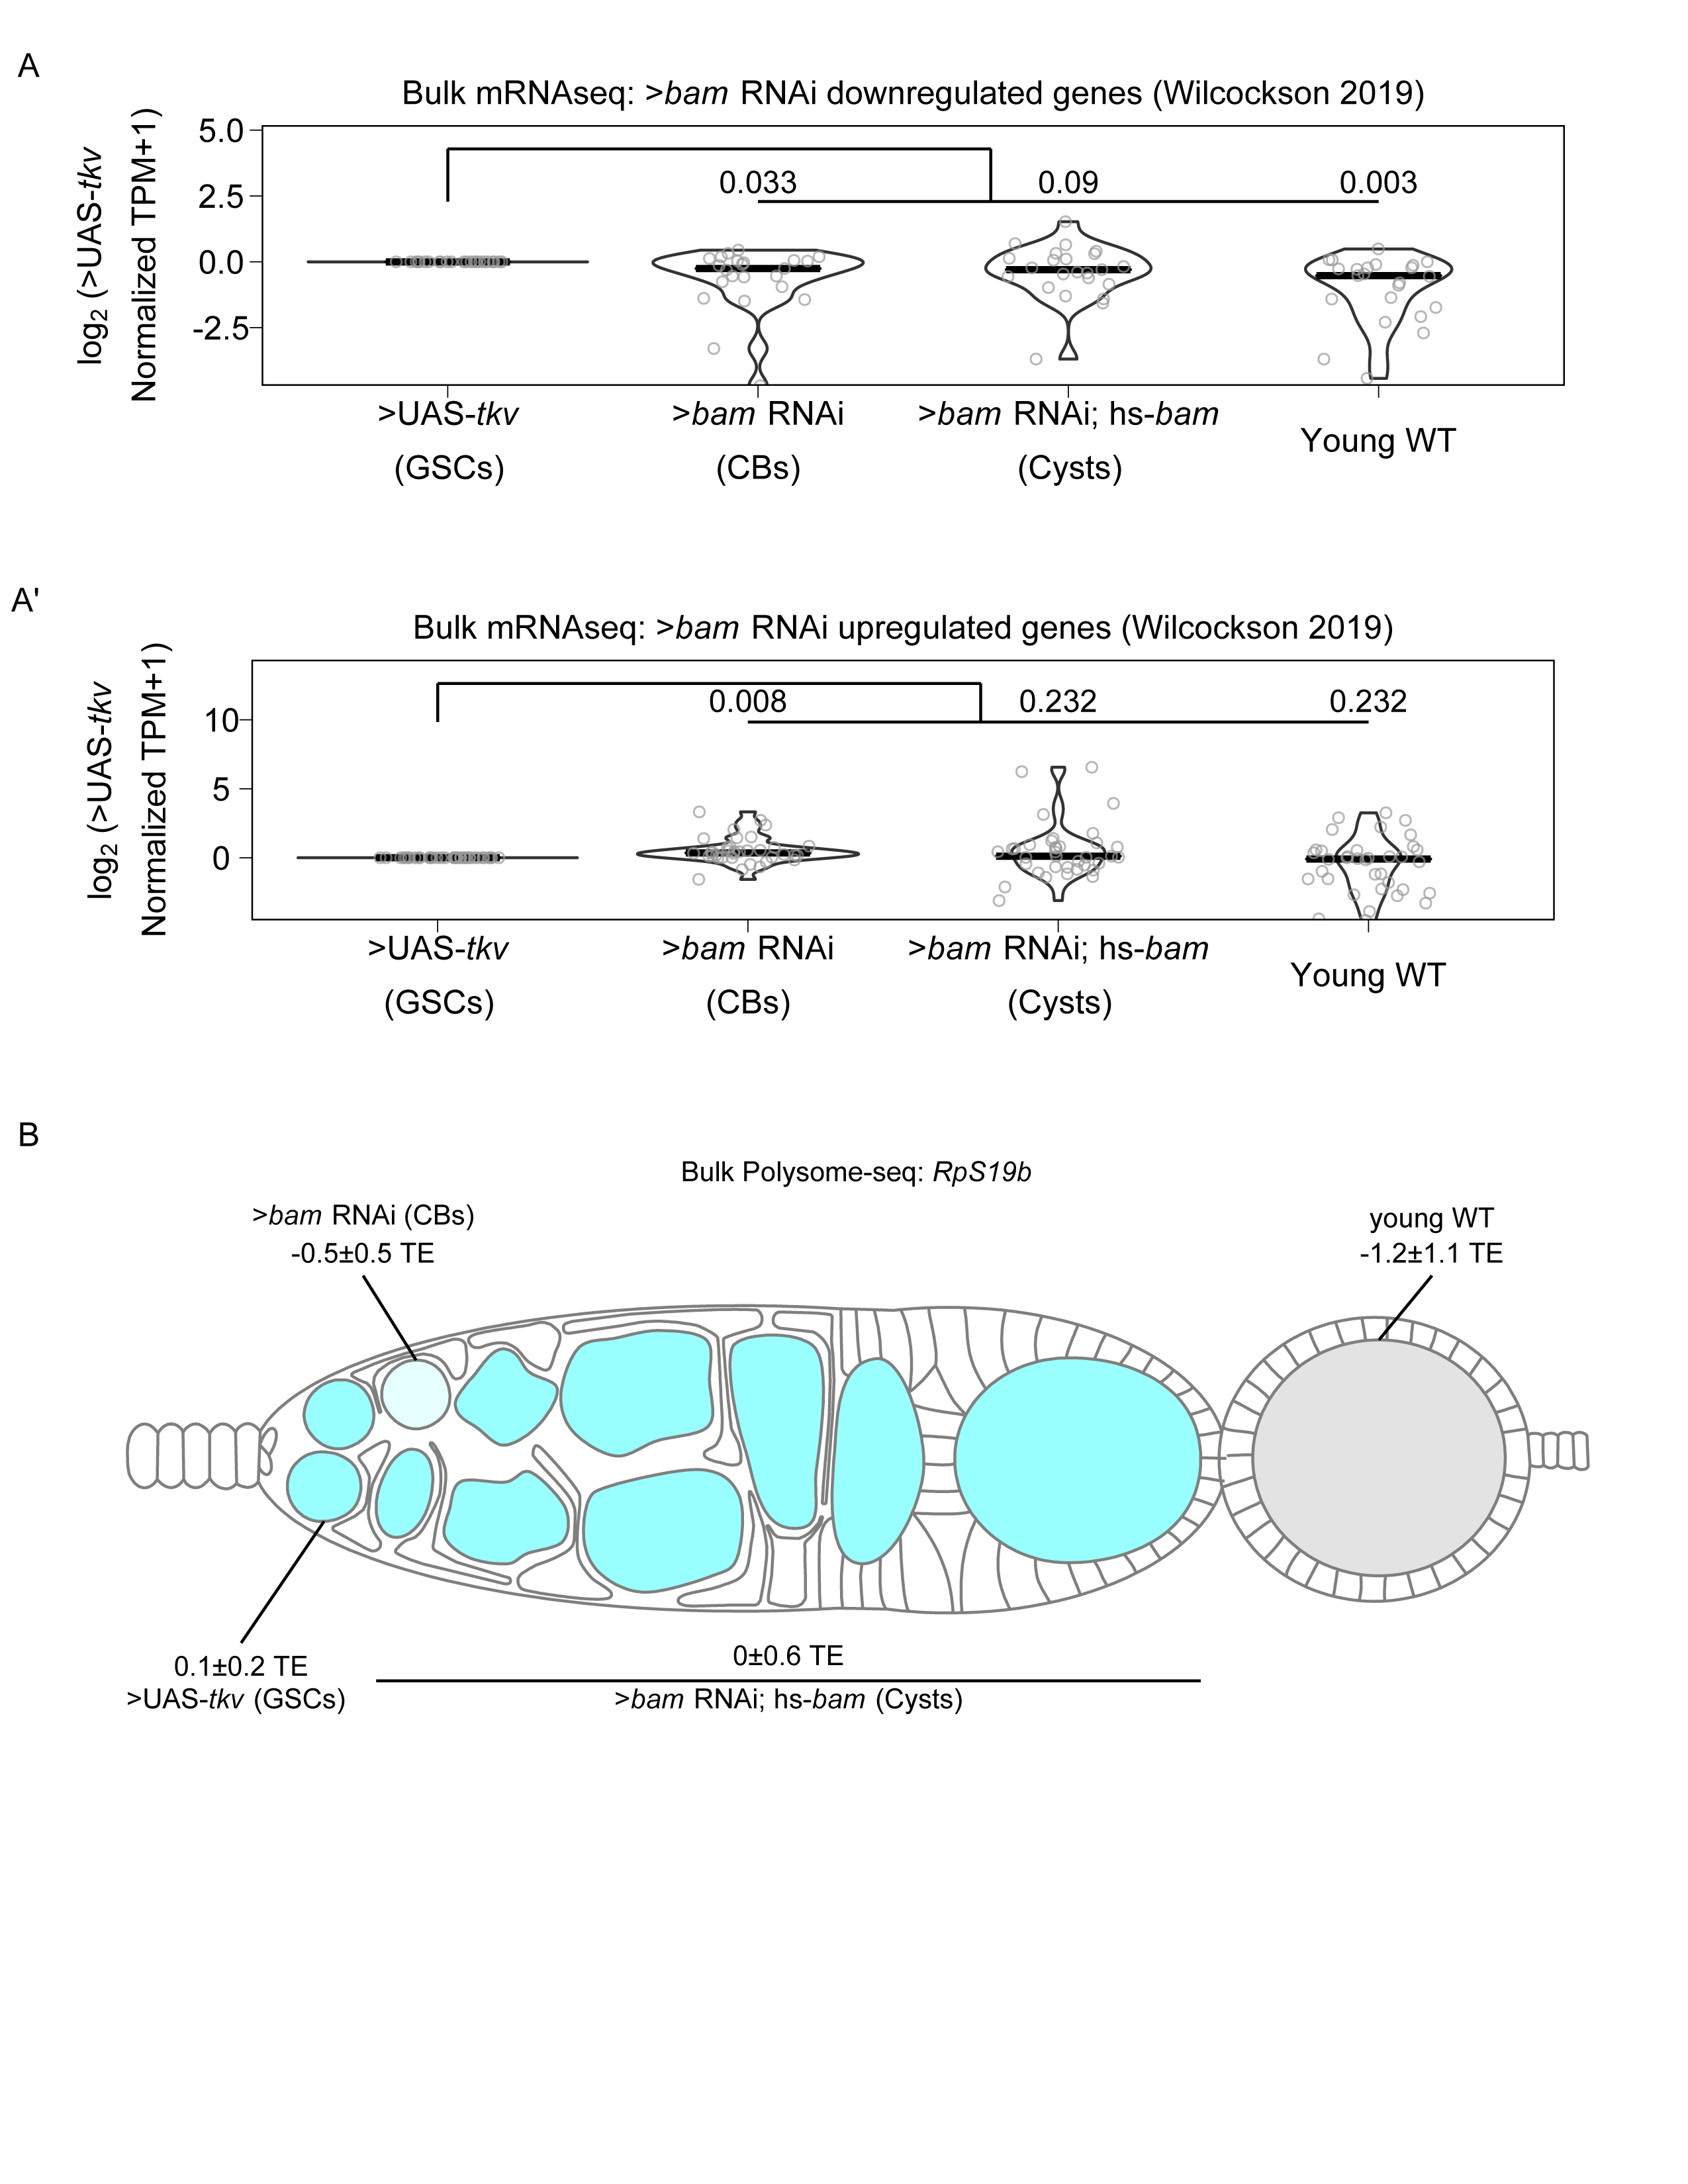 A
Bulk mRNAseq: >bam RNAi downregulated genes (Wilcockson 2019)
log2 (>UAS-tkv
Normalized TPM+1)
5.0
2.5
0.0
-2.5
0.033
0.09
0.003
>UAS-tkv
(GSCs)
>bam RNAi
(CBs)
>bam RNAi; hs-bam
(Cysts)
Young WT
A'
Bulk mRNAseq: >bam RNAi upregulated genes (Wilcockson 2019)
log2 (>UAS-tkv
Normalized TPM+1)
10
5
0
0.008
0.232
0.232
>UAS-tkv
(GSCs)
>bam RNAi
(CBs)
>bam RNAi; hs-bam
(Cysts)
Young WT
B
Bulk Polysome-seq: RpS19b
>bam RNAi (CBs)
-0.5±0.5 TE
young WT
-1.2±1.1 TE
0.1±0.2 TE
>UAS-tkv (GSCs)
0±0.6 TE
>bam RNAi; hs-bam (Cysts)